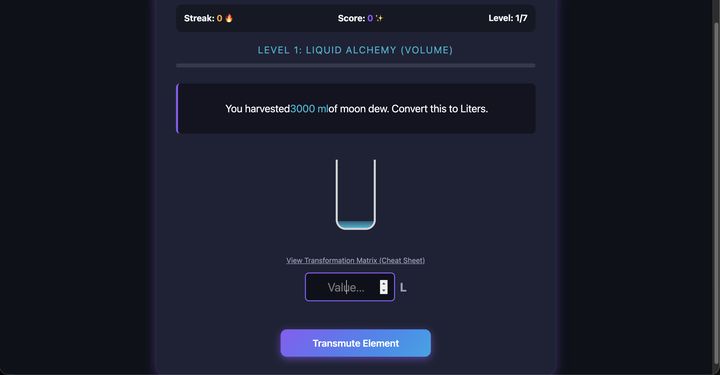 Streak: 0 🔥 Score: 0 ✨ Level: 1/7
LEVEL 1: LIQUID ALCHEMY (VOLUME)
You harvested3000 mlof moon dew. Convert this to Liters.
View Transformation Matrix (Cheat Sheet)
Value... L
Transmute Element